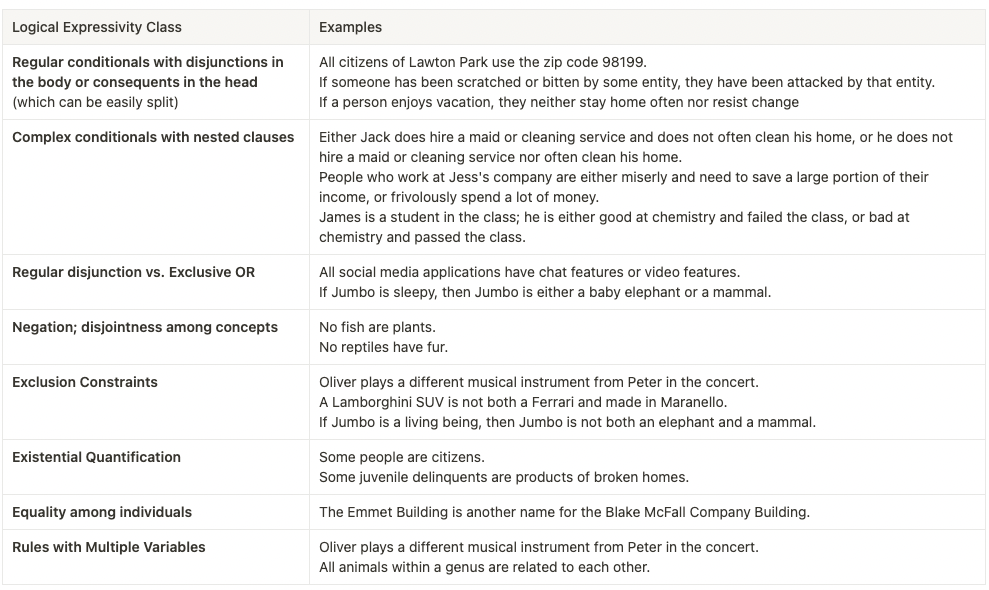 Logical Expressivity Class
Examples
Regular conditionals with disjunctions in
the body or consequents in the head
(which can be easily split)
All citizens of Lawton Park use the zip code 98199.
If someone has been scratched or bitten by some entity, they have been attacked by that entity.
If a person enjoys vacation, they neither stay home often nor resist change
Complex conditionals with nested clauses
Either Jack does hire a maid or cleaning service and does not often clean his home, or he does not
hire a maid or cleaning service nor often clean his home.
People who work at Jess's company are either miserly and need to save a large portion of their
income, or frivolously spend a lot of money.
James is a student in the class; he is either good at chemistry and failed the class, or bad at
chemistry and passed the class.
Regular disjunction vs. Exclusive OR
All social media applications have chat features or video features.
If Jumbo is sleepy, then Jumbo is either a baby elephant or a mammal.
Negation; disjointness among concepts
No fish are plants.
No reptiles have fur.
Exclusion Constraints
Oliver plays a different musical instrument from Peter in the concert.
A Lamborghini SUV is not both a Ferrari and made in Maranello.
If Jumbo is a living being, then Jumbo is not both an elephant and a mammal.
Existential Quantification
Some people are citizens.
Some juvenile delinquents are products of broken homes.
Equality among individuals
The Emmet Building is another name for the Blake McFall Company Building.
Rules with Multiple Variables
Oliver plays a different musical instrument from Peter in the concert.
All animals within a genus are related to each other.